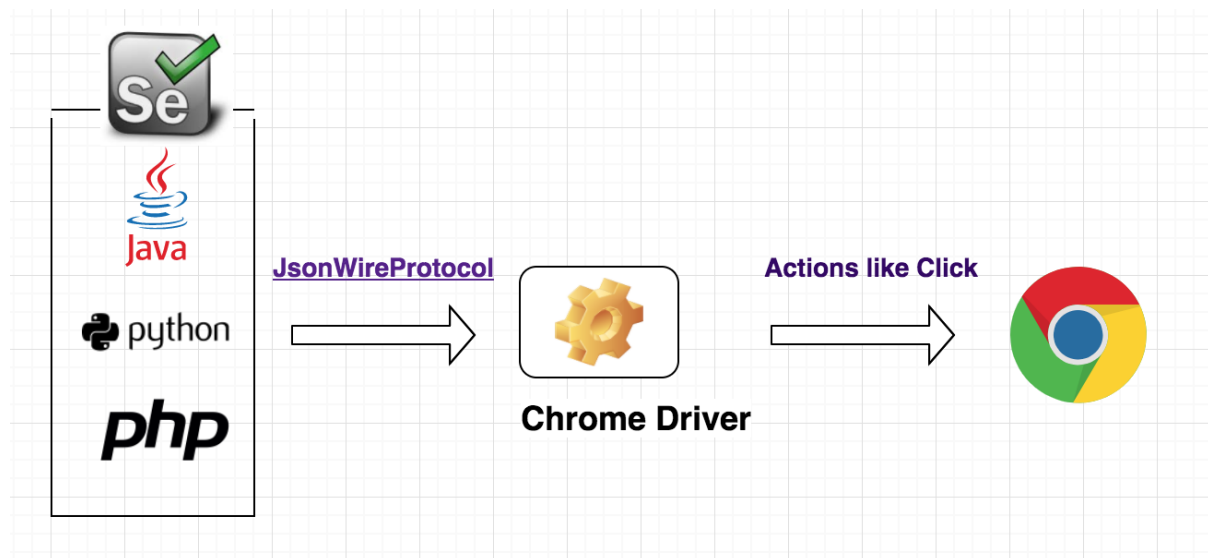 Se
Java
python
php
JsonWireProtocol
Chrome Driver
Actions like Click